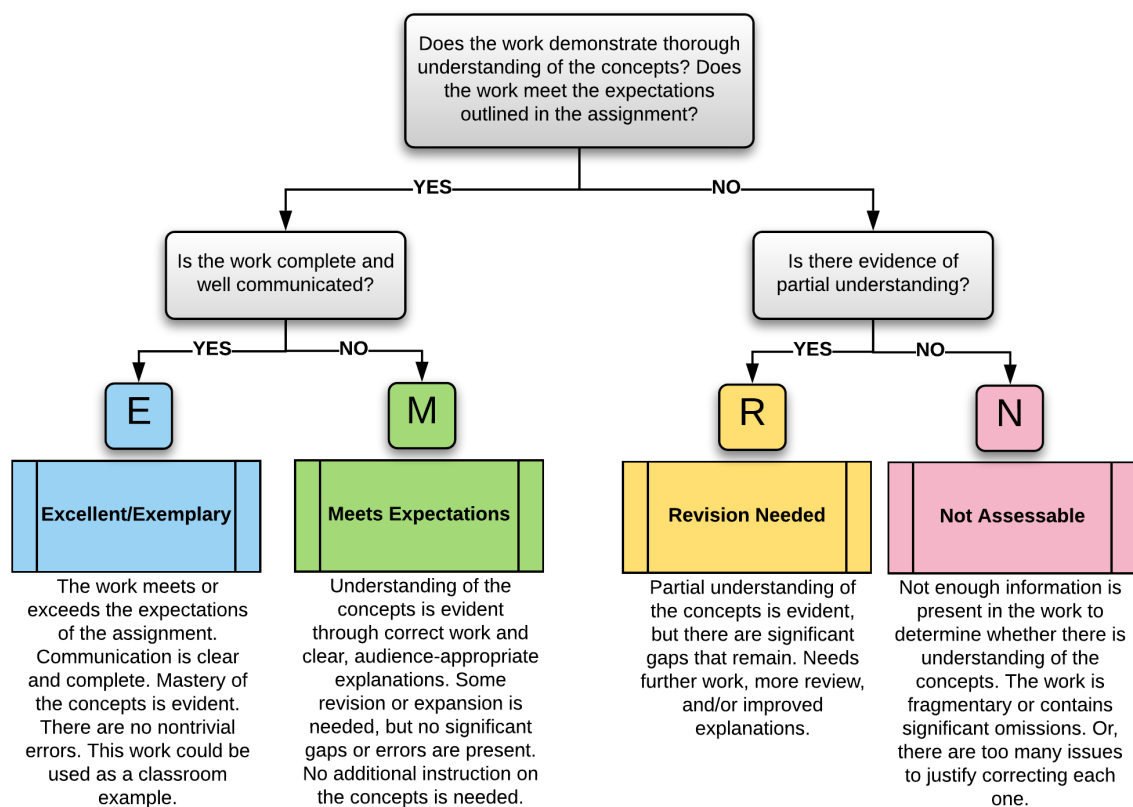 Does the work demonstrate thorough
understanding of the concepts? Does
the work meet the expectations
outlined in the assignment?
YES
NO
Is the work complete and
well communicated?
Is there evidence of
partial understanding?
YES
NO
YES
NO
E
M
R
N
Excellent/Exemplary
Meets Expectations
Revision Needed
Not Assessable
The work meets or
exceeds the expectations
of the assignment.
Communication is clear
and complete. Mastery of
the concepts is evident.
There are no nontrivial
errors. This work could be
used as a classroom
example.
Understanding of the
concepts is evident
through correct work and
clear, audience-appropriate
explanations. Some
revision or expansion is
needed, but no significant
gaps or errors are present.
No additional instruction on
the concepts is needed.
Partial understanding of
the concepts is evident,
but there are significant
gaps that remain. Needs
further work, more review,
and/or improved
explanations.
Not enough information is
present in the work to
determine whether there is
understanding of the
concepts. The work is
fragmentary or contains
significant omissions. Or,
there are too many issues
to justify correcting each
one.